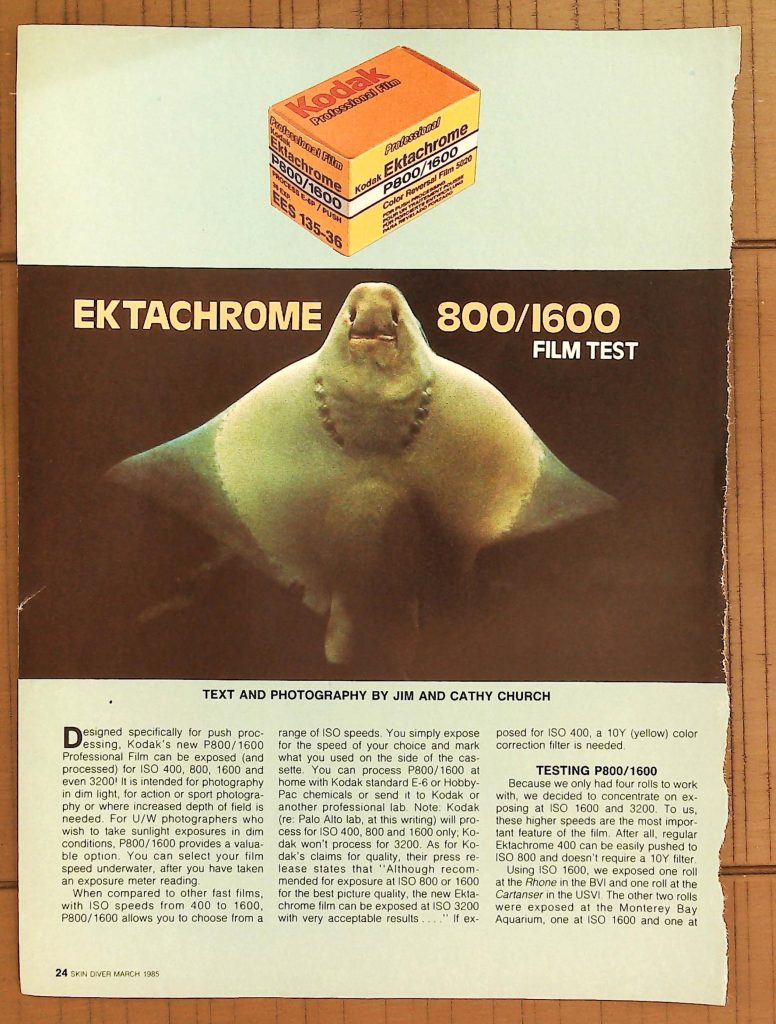 Kodak
Professional Film
Professional Film
Kodak
Ektachrome
P800/1600
PROCESS E-6P / PUSH
36 EXP
EES 135-36
Professional
Kodak Ektachrome
P800/1600
Color Reversal Film 5020
FOR PUSH PROCESSING
EKTACHROME 800/1600
FILM TEST
TEXT AND PHOTOGRAPHY BY JIM AND CATHY CHURCH
Designed specifically for push proc-
essing, Kodak's new P800/1600
Professional Film can be exposed (and
processed) for ISO 400, 800, 1600 and
even 3200! It is intended for photography
in dim light, for action or sport photogra-
phy or where increased depth of field is
needed. For U/W photographers who
wish to take sunlight exposures in dim
conditions, P800/1600 provides a valua-
ble option. You can select your film
speed underwater, after you have taken
an exposure meter reading.
When compared to other fast films,
with ISO speeds from 400 to 1600,
P800/1600 allows you to choose from a
range of ISO speeds. You simply expose
for the speed of your choice and mark
what you used on the side of the cas-
sette. You can process P800/1600 at
home with Kodak standard E-6 or Hobby-
Pac chemicals or send it to Kodak or
another professional lab. Note: Kodak
(re: Palo Alto lab, at this writing) will pro-
cess for ISO 400, 800 and 1600 only; Ko-
dak won't process for 3200. As for Ko-
dak's claims for quality, their press re-
lease states that "Although recom-
mended for exposure at ISO 800 or 1600
for the best picture quality, the new Ekta-
chrome film can be exposed at ISO 3200
with very acceptable results . . . ." If ex-
posed for ISO 400, a 10Y (yellow) color
correction filter is needed.
TESTING P800/1600
Because we only had four rolls to work
with, we decided to concentrate on ex-
posing at ISO 1600 and 3200. To us,
these higher speeds are the most impor-
tant feature of the film. After all, regular
Ektachrome 400 can be easily pushed to
ISO 800 and doesn't require a 10Y filter.
Using ISO 1600, we exposed one roll
at the Rhone in the BVI and one roll at the
Cartanser in the USVI. The other two rolls
were exposed at the Monterey Bay
Aquarium, one at ISO 1600 and one at
24 SKIN DIVER MARCH 1985